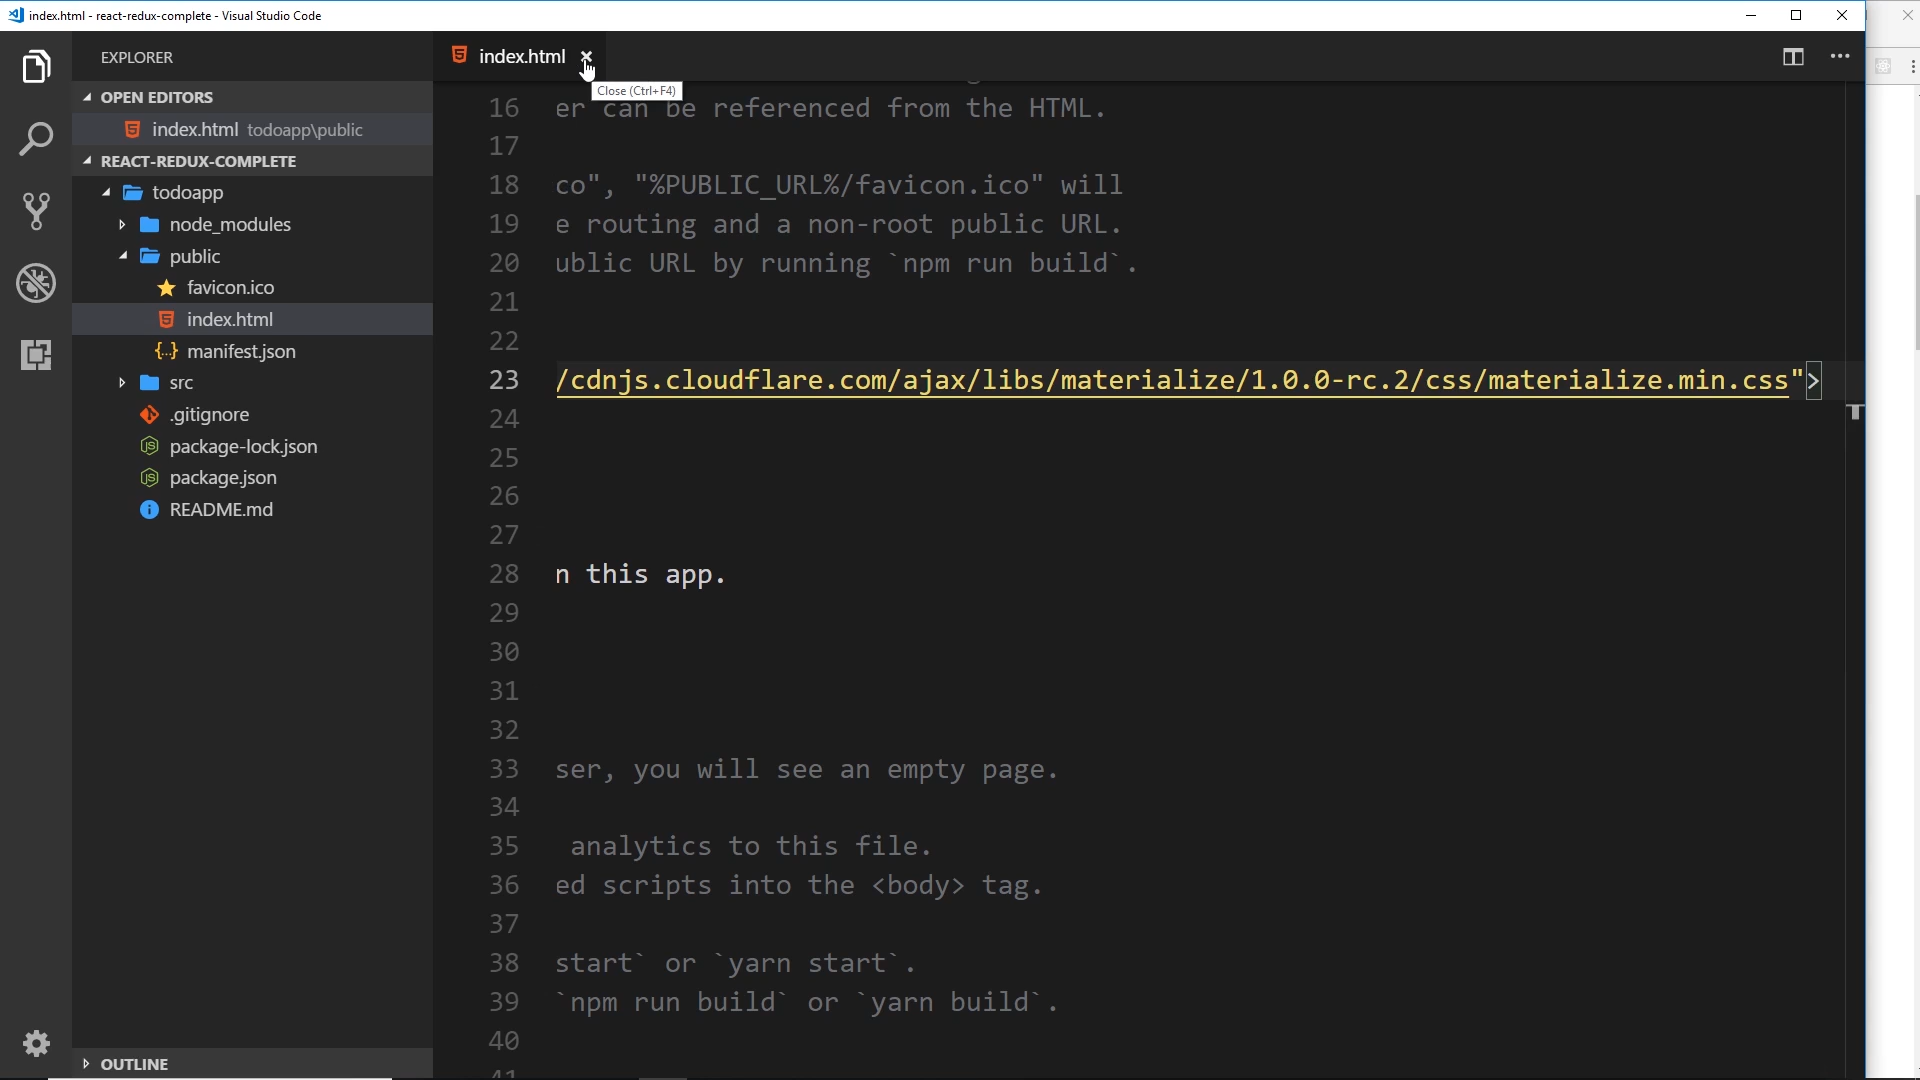 index.html - react-redux-complete - Visual Studio Code
EXPLORER
OPEN EDITORS
index.html todoapp\public
REACT-REDUX-COMPLETE
todoapp
node_modules
public
favicon.ico
index.html
manifest.json
src
.gitignore
package-lock.json
package.json
README.md
OUTLINE
index.html
Close (Ctrl+F4)
16 er can be referenced from the HTML.
17
18 co", "%PUBLIC_URL%/favicon.ico" will
19 e routing and a non-root public URL.
20 ublic URL by running `npm run build`.
21
22
23 /cdnjs.cloudflare.com/ajax/libs/materialize/1.0.0-rc.2/css/materialize.min.css">
24
25
26
27
28 n this app.
29
30
31
32
33 ser, you will see an empty page.
34
35 analytics to this file.
36 ed scripts into the <body> tag.
37
38 start` or `yarn start`.
39 `npm run build` or `yarn build`.
40
41